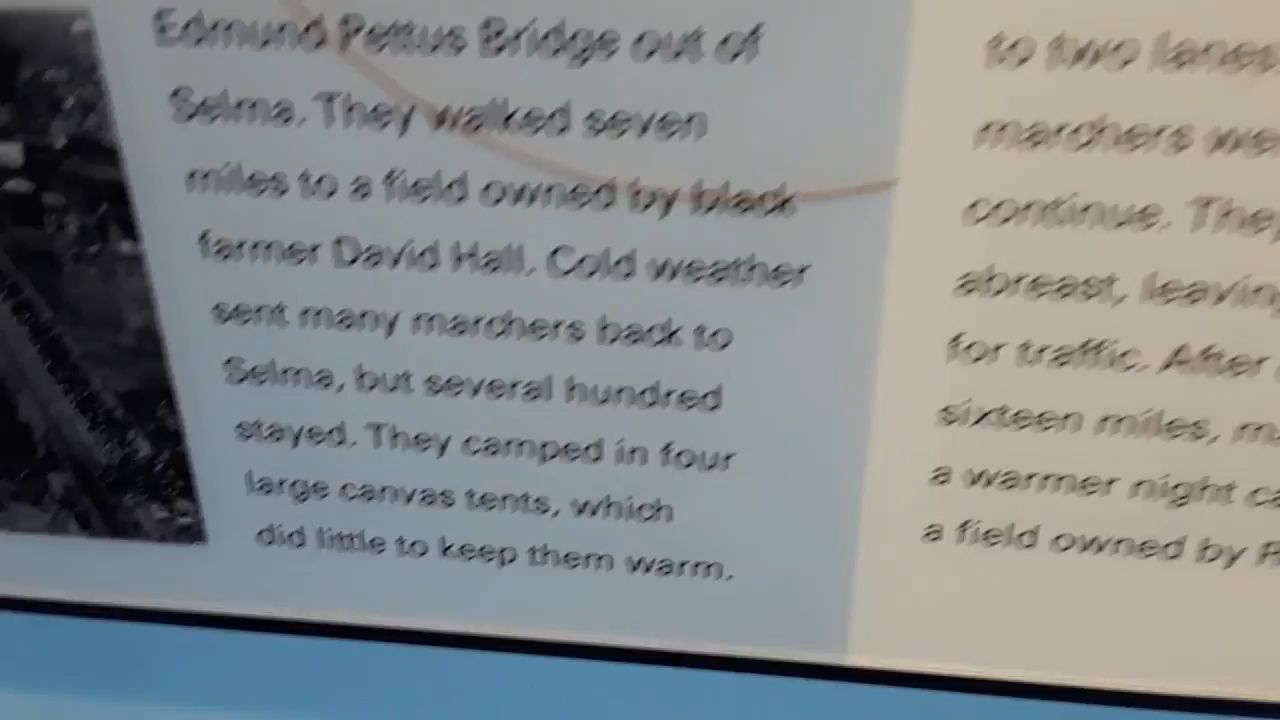 Edmund Pettus Bridge out of
Selma. They walked seven
miles to a field owned by black
farmer David Hall. Cold weather
sent many marchers back to
Selma, but several hundred
stayed. They camped in four
large canvas tents, which
did little to keep them warm.
to two lanes
marchers
continue.
abreast,
for traffic. After
sixteen miles,
a warmer night
a field owned by